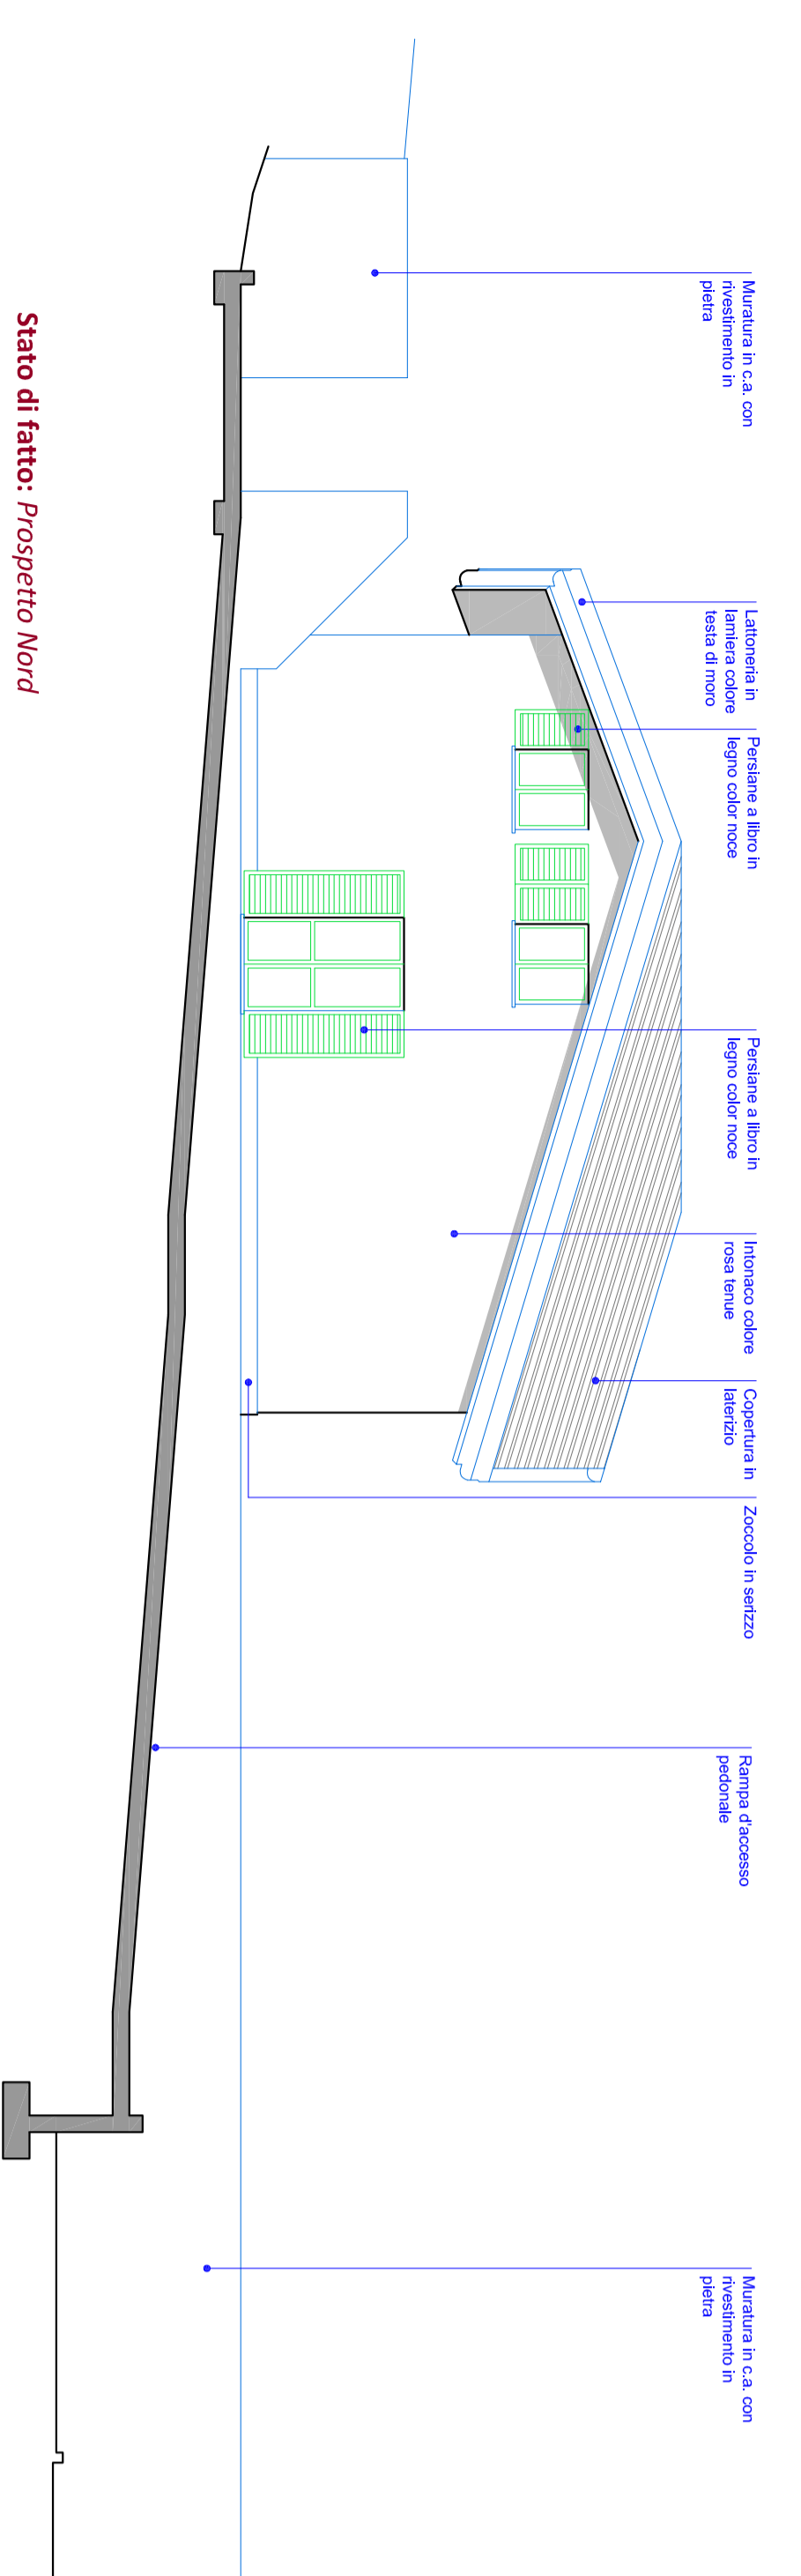 Muratura in c.a. con
rivestimento in
pietra
Lattoneria in
lamiera colore
testa di moro
Persiane a libro in
legno color noce
Persiane a libro in
legno color noce
Intonaco colore
rosa tenue
Copertura in
laterizio
Zoccolo in serizzo
Rampa d'accesso
pedonale
Muratura in c.a. con
rivestimento in
pietra
Stato di fatto: Prospetto Nord